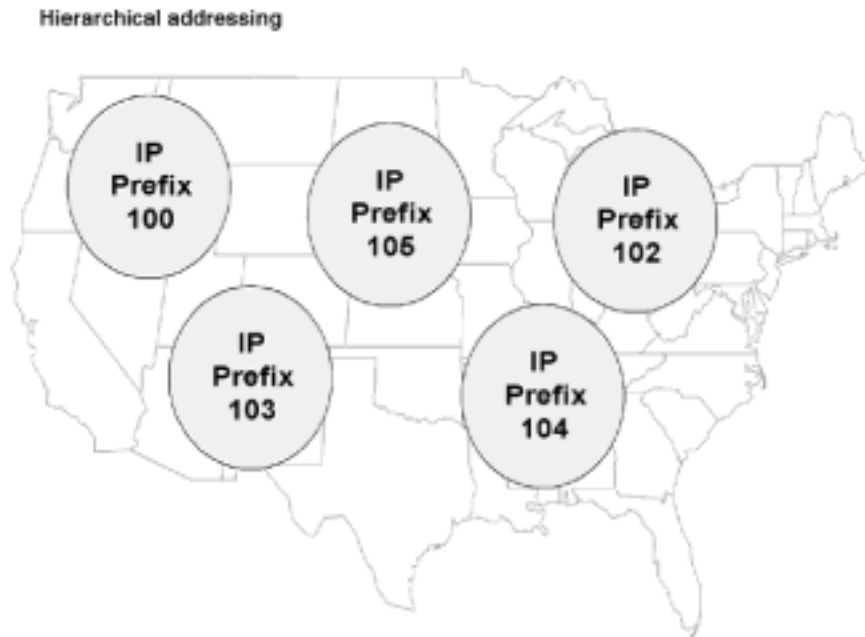 Hierarchical addressing
IP
Prefix
100
IP
Prefix
105
IP
Prefix
102
IP
Prefix
103
IP
Prefix
104